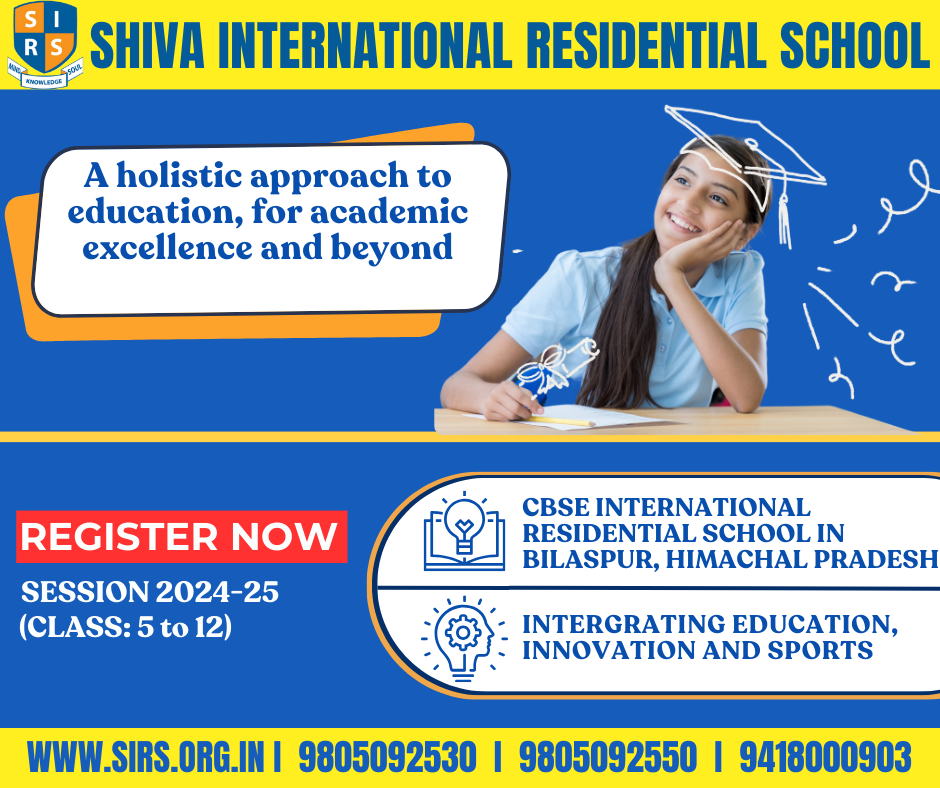 S I
R S
MIND
SOUL
KNOWLEDGE
SHIVA INTERNATIONAL RESIDENTIAL SCHOOL
A holistic approach to
education, for academic
excellence and beyond
REGISTER NOW
SESSION 2024-25
(CLASS: 5 to 12)
CBSE INTERNATIONAL
RESIDENTIAL SCHOOL IN
BILASPUR, HIMACHAL PRADESH
INTERGRATING EDUCATION,
INNOVATION AND SPORTS
WWW.SIRS.ORG.IN | 9805092530 | 9805092550 | 9418000903